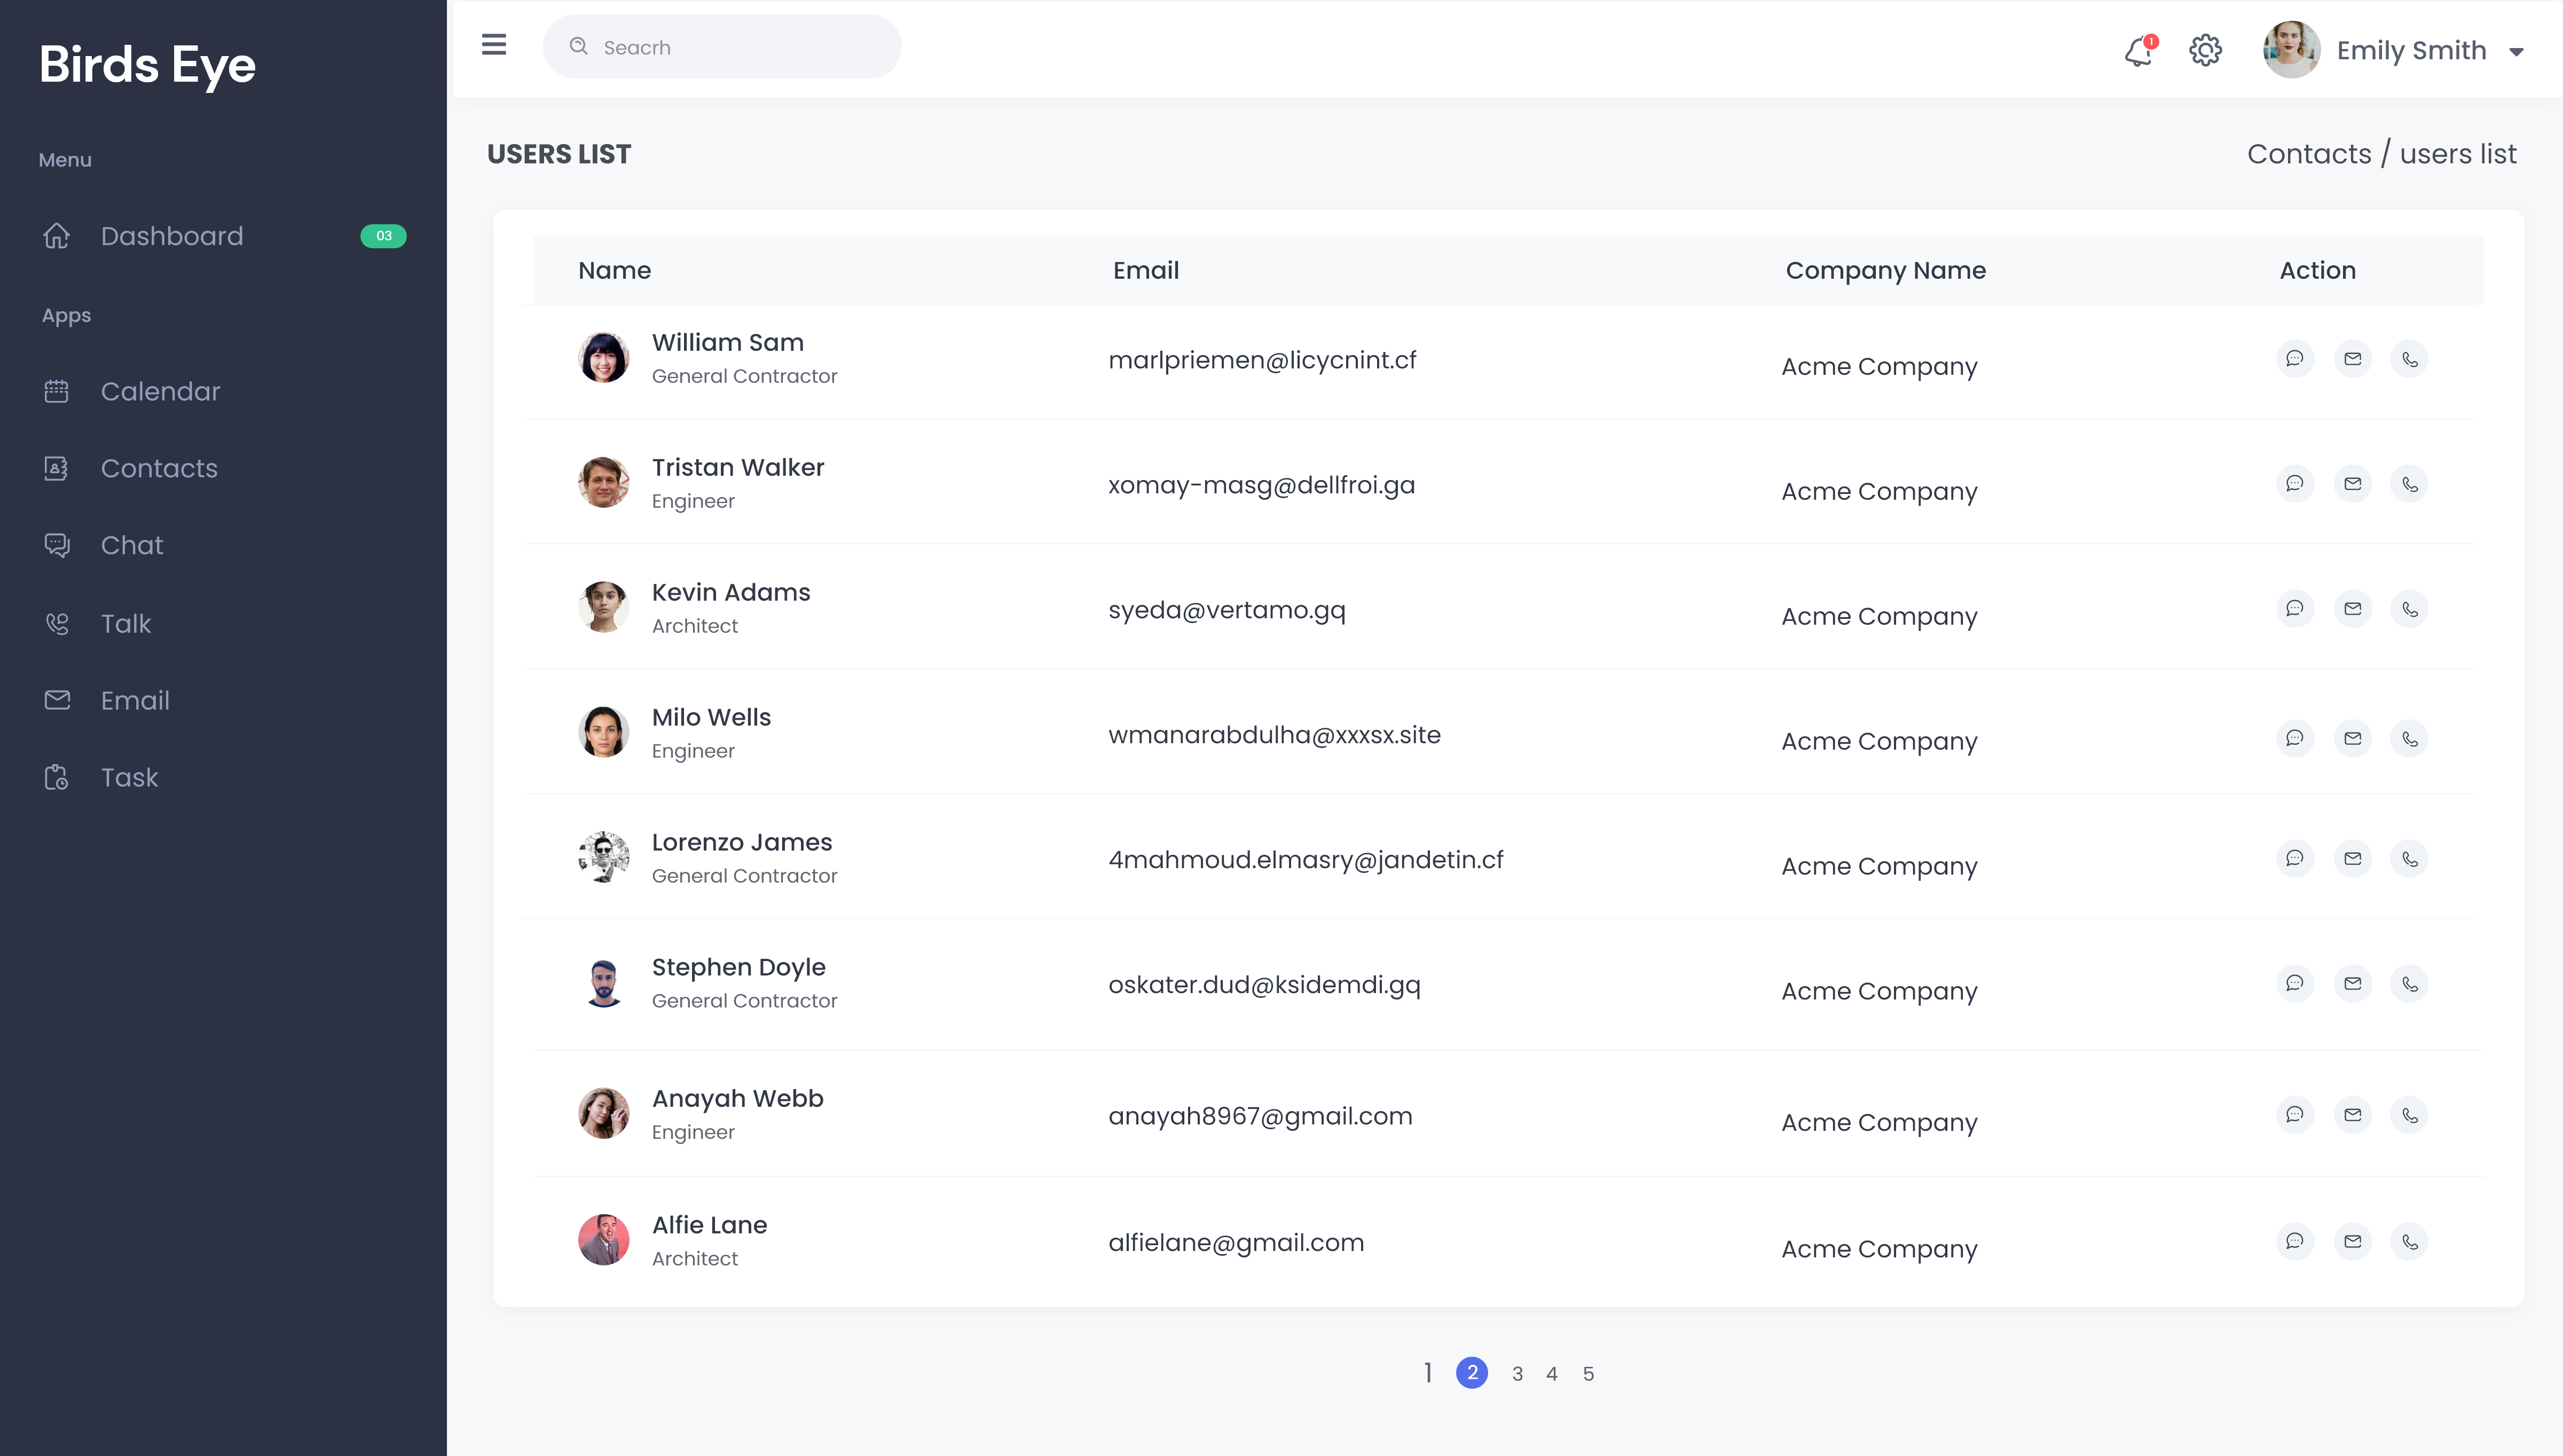 Birds Eye
Menu
Dashboard 03
Apps
Calendar
Contacts
Chat
Talk
Email
Task
Seacrh
1
Emily Smith
USERS LIST
Contacts / users list
Name Email Company Name Action
William Sam
General Contractor
marlpriemen@licycnint.cf
Acme Company
Tristan Walker
Engineer
xomay-masg@dellfroi.ga
Acme Company
Kevin Adams
Architect
syeda@vertamo.gq
Acme Company
Milo Wells
Engineer
wmanarabdulha@xxxsx.site
Acme Company
Lorenzo James
General Contractor
4mahmoud.elmasry@jandetin.cf
Acme Company
Stephen Doyle
General Contractor
oskater.dud@ksidemdi.gq
Acme Company
Anayah Webb
Engineer
anayah8967@gmail.com
Acme Company
Alfie Lane
Architect
alfielane@gmail.com
Acme Company
1 2 3 4 5